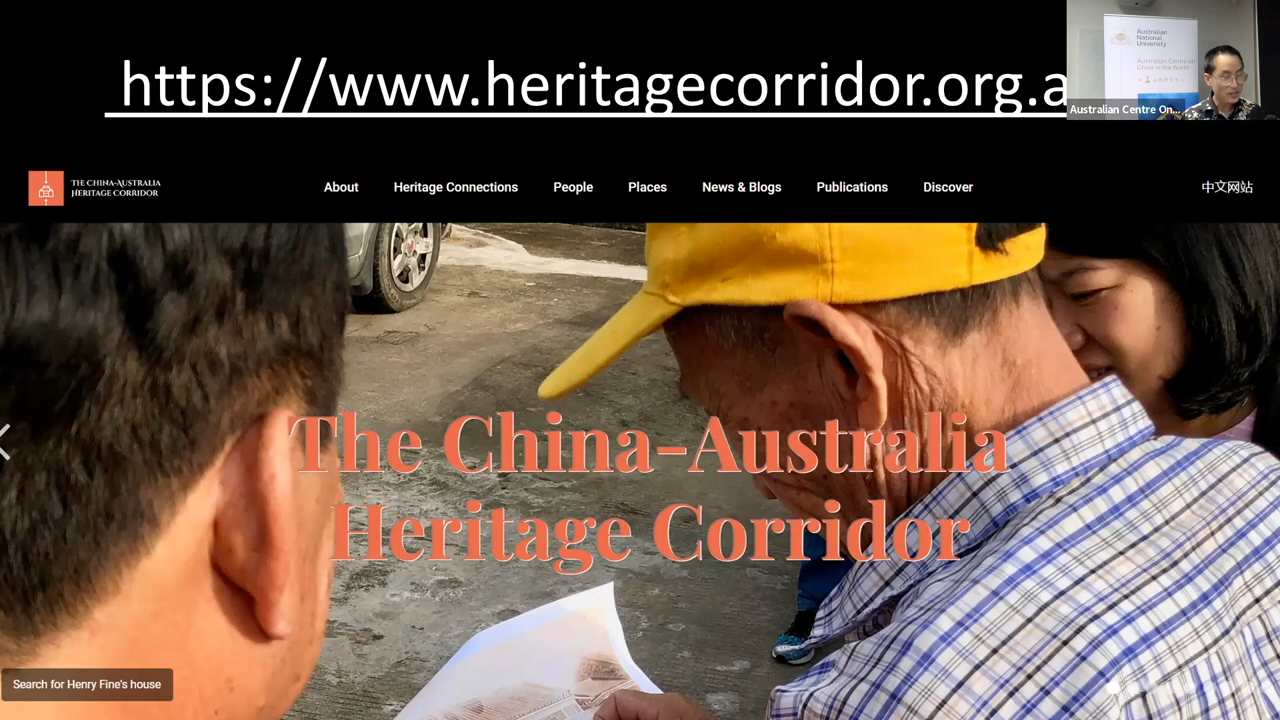 https://www.heritagecorridor.org.a
Australian
National
University
Australian Centre on
China in the World
Australian Centre On...
THE CHINA-AUSTRALIA
HERITAGE CORRIDOR
About
Heritage Connections
People
Places
News & Blogs
Publications
Discover
中文网站
The China-Australia
Heritage Corridor
Search for Henry Fine's house